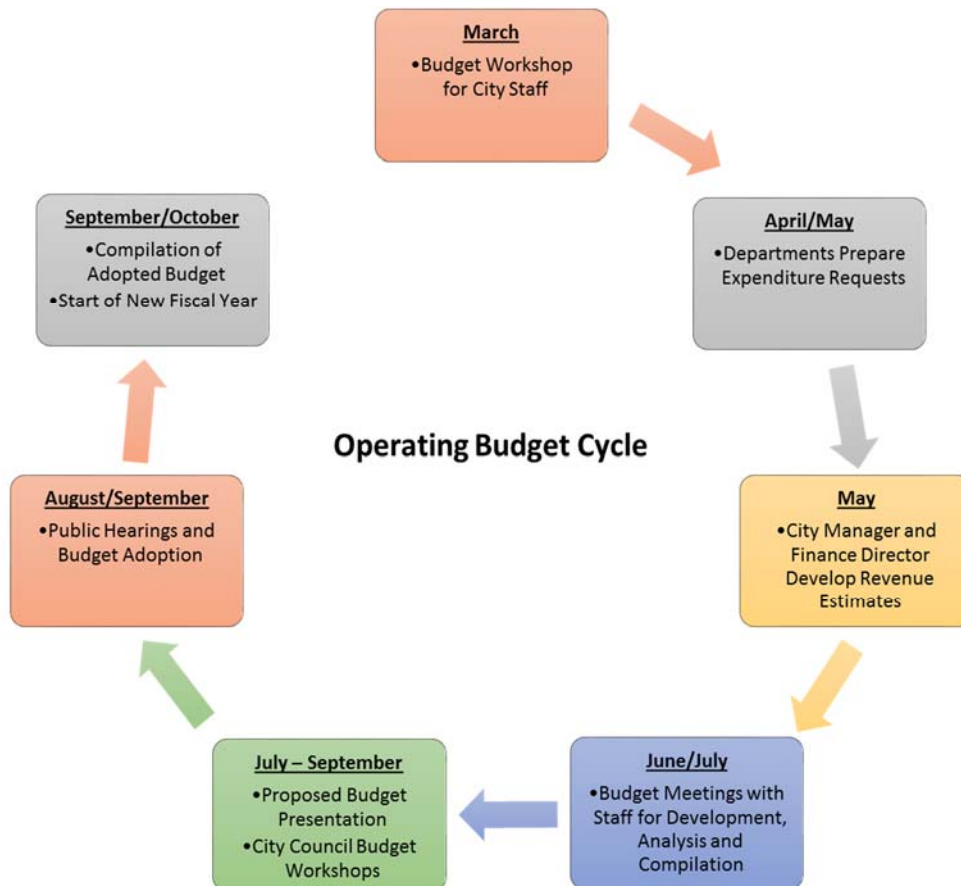 March
•Budget Workshop
for City Staff
April/May
•Departments Prepare
Expenditure Requests
May
•City Manager and
Finance Director
Develop Revenue
Estimates
June/July
•Budget Meetings with
Staff for Development,
Analysis and
Compilation
July – September
•Proposed Budget
Presentation
•City Council Budget
Workshops
August/September
•Public Hearings and
Budget Adoption
September/October
•Compilation of
Adopted Budget
•Start of New Fiscal Year
Operating Budget Cycle